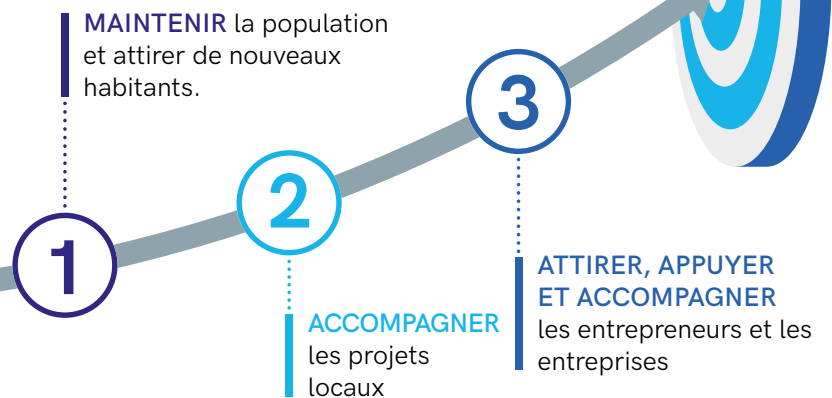 1
MAINTENIR la population
et attirer de nouveaux
habitants.
2
ACCOMPAGNER
les projets
locaux
3
ATTIRER, APPUYER
ET ACCOMPAGNER
les entrepreneurs et les
entreprises